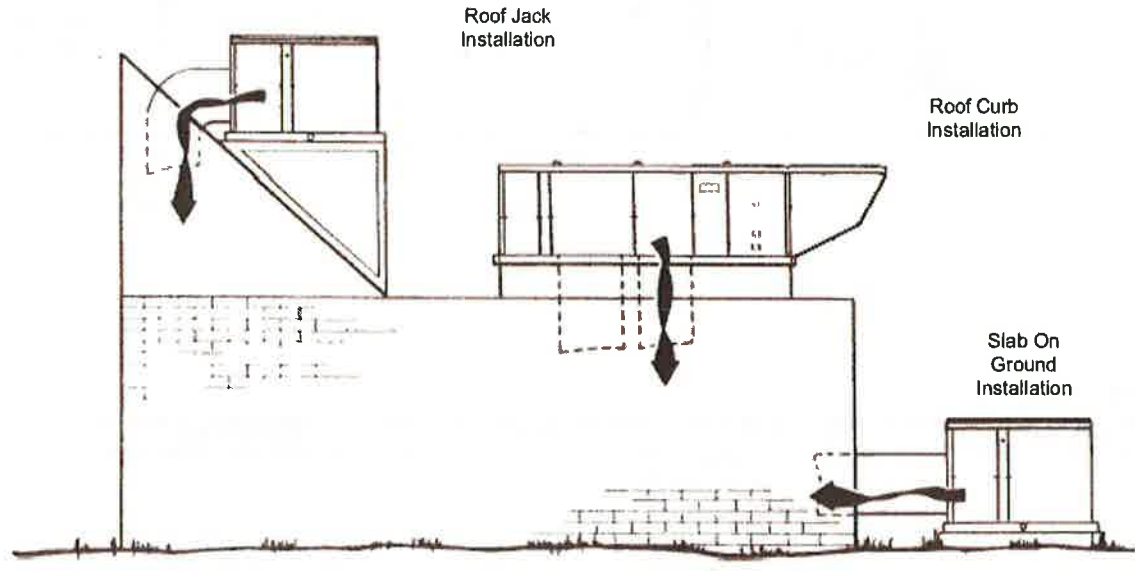 Roof Jack
Installation
Roof Curb
Installation
Slab On
Ground
Installation